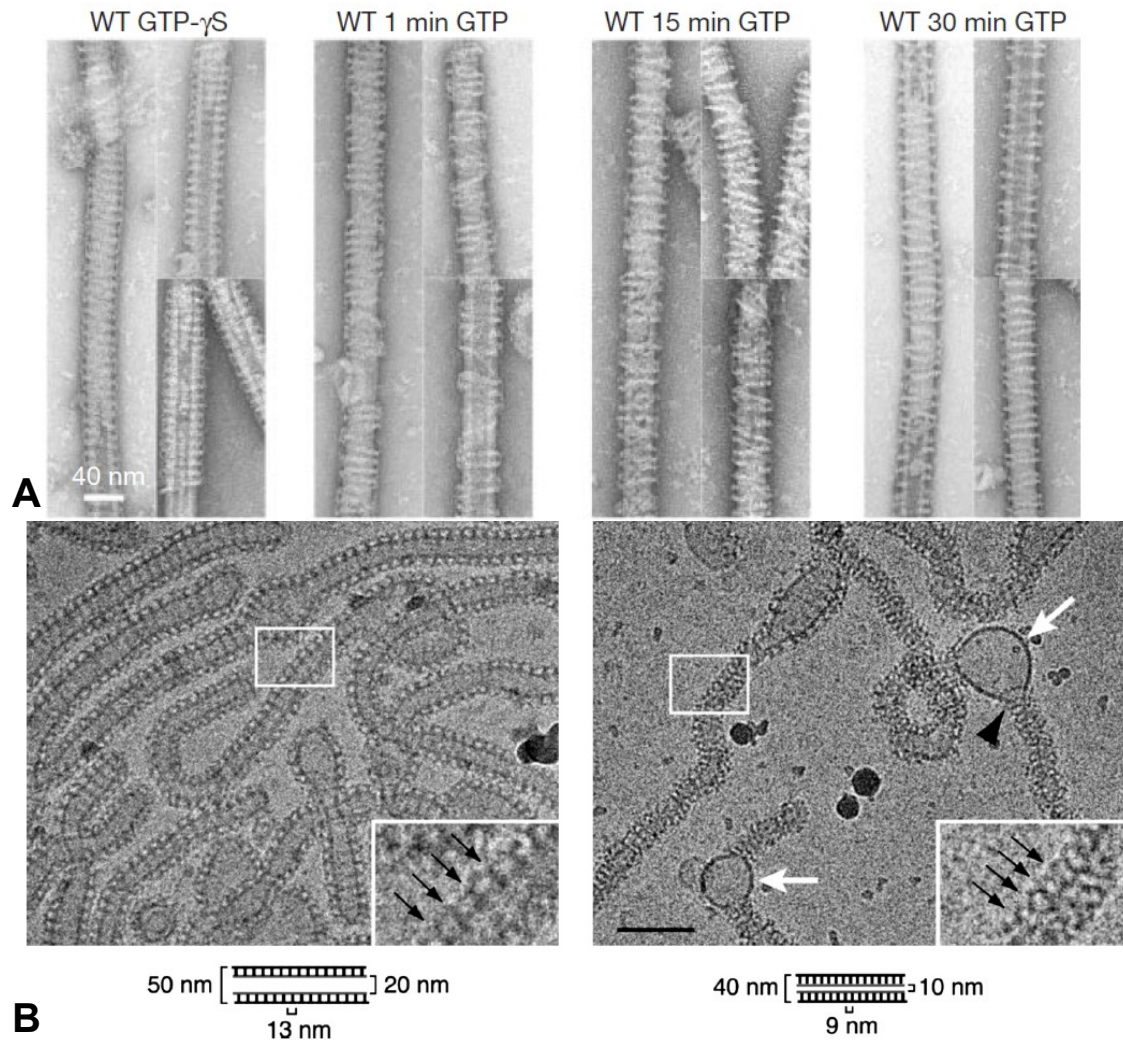 WT GTP-γS WT 1 min GTP WT 15 min GTP WT 30 min GTP
40 nm
A
50 nm 20 nm 40 nm 10 nm
13 nm 9 nm
B